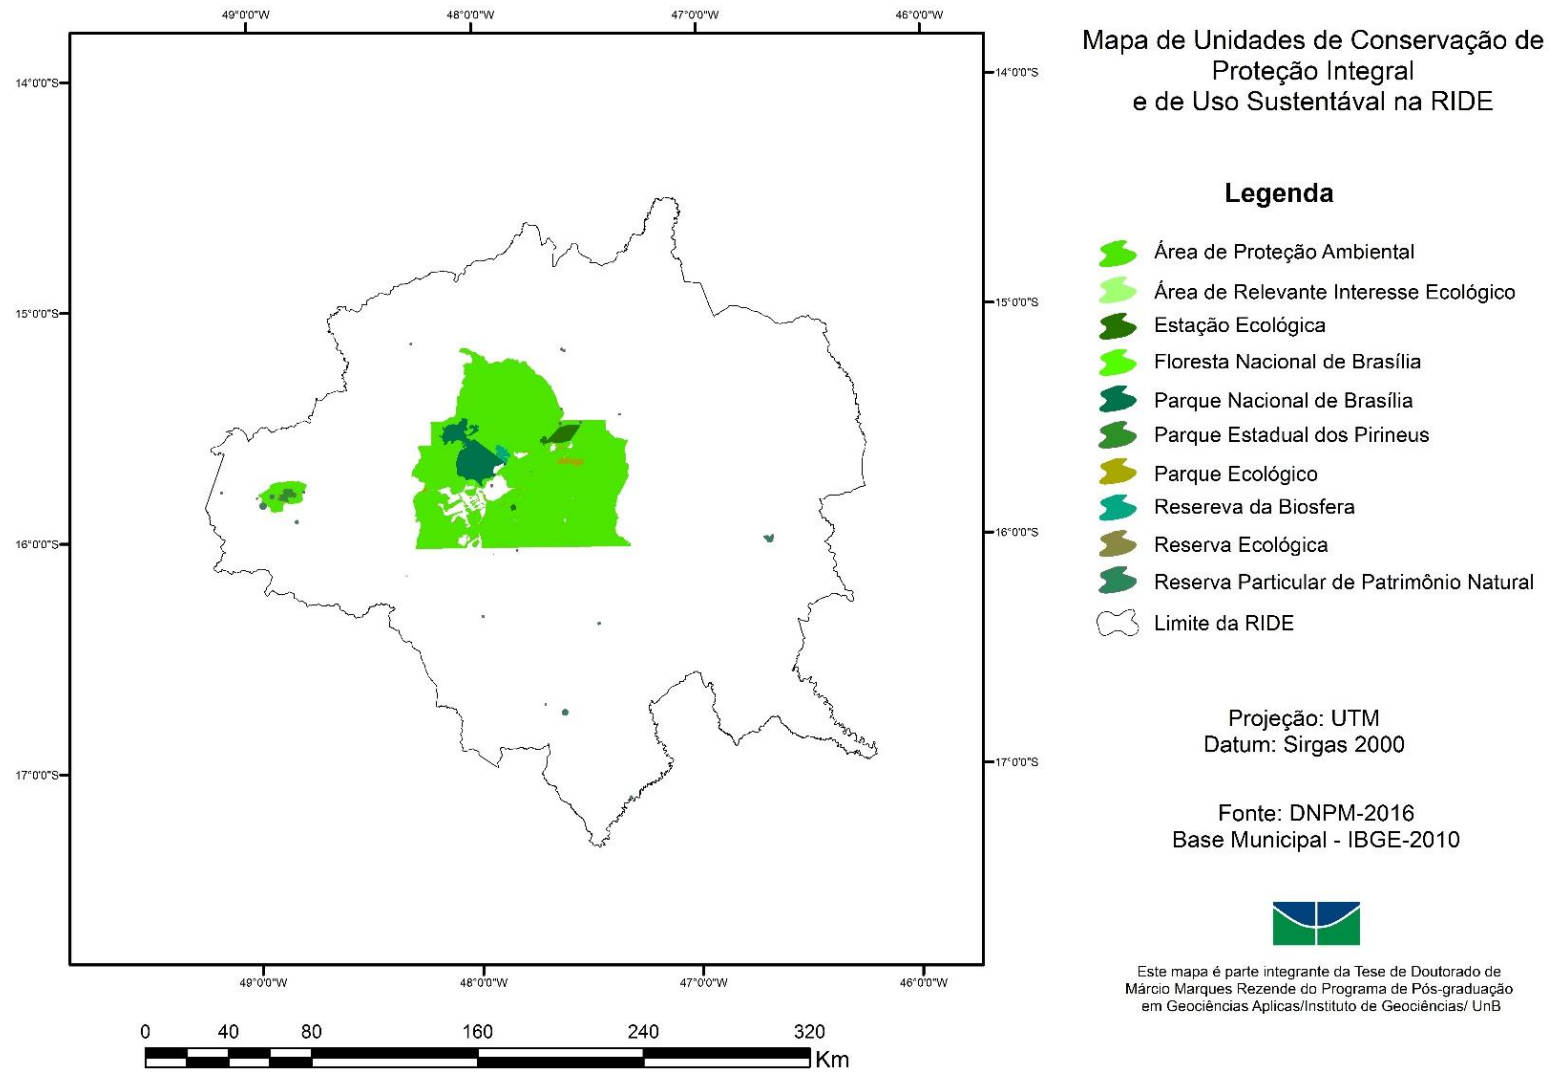 49°0'0"W
48°0'0"W
47°0'0"W
46°0'0"W
14°0'0"S
14°0'0"S
15°0'0"S
15°0'0"S
16°0'0"S
16°0'0"S
17°0'0"S
17°0'0"S
49°0'0"W
48°0'0"W
47°0'0"W
46°0'0"W
0
40
80
160
240
320
Km
Mapa de Unidades de Conservação de
Proteção Integral
e de Uso Sustentával na RIDE
Legenda
Área de Proteção Ambiental
Área de Relevante Interesse Ecológico
Estação Ecológica
Floresta Nacional de Brasília
Parque Nacional de Brasília
Parque Estadual dos Pirineus
Parque Ecológico
Resereva da Biosfera
Reserva Ecológica
Reserva Particular de Patrimônio Natural
Limite da RIDE
Projeção: UTM
Datum: Sirgas 2000
Fonte: DNPM-2016
Base Municipal - IBGE-2010
Este mapa é parte integrante da Tese de Doutorado de
Márcio Marques Rezende do Programa de Pós-graduação
em Geociências Aplicas/Instituto de Geociências/ UnB